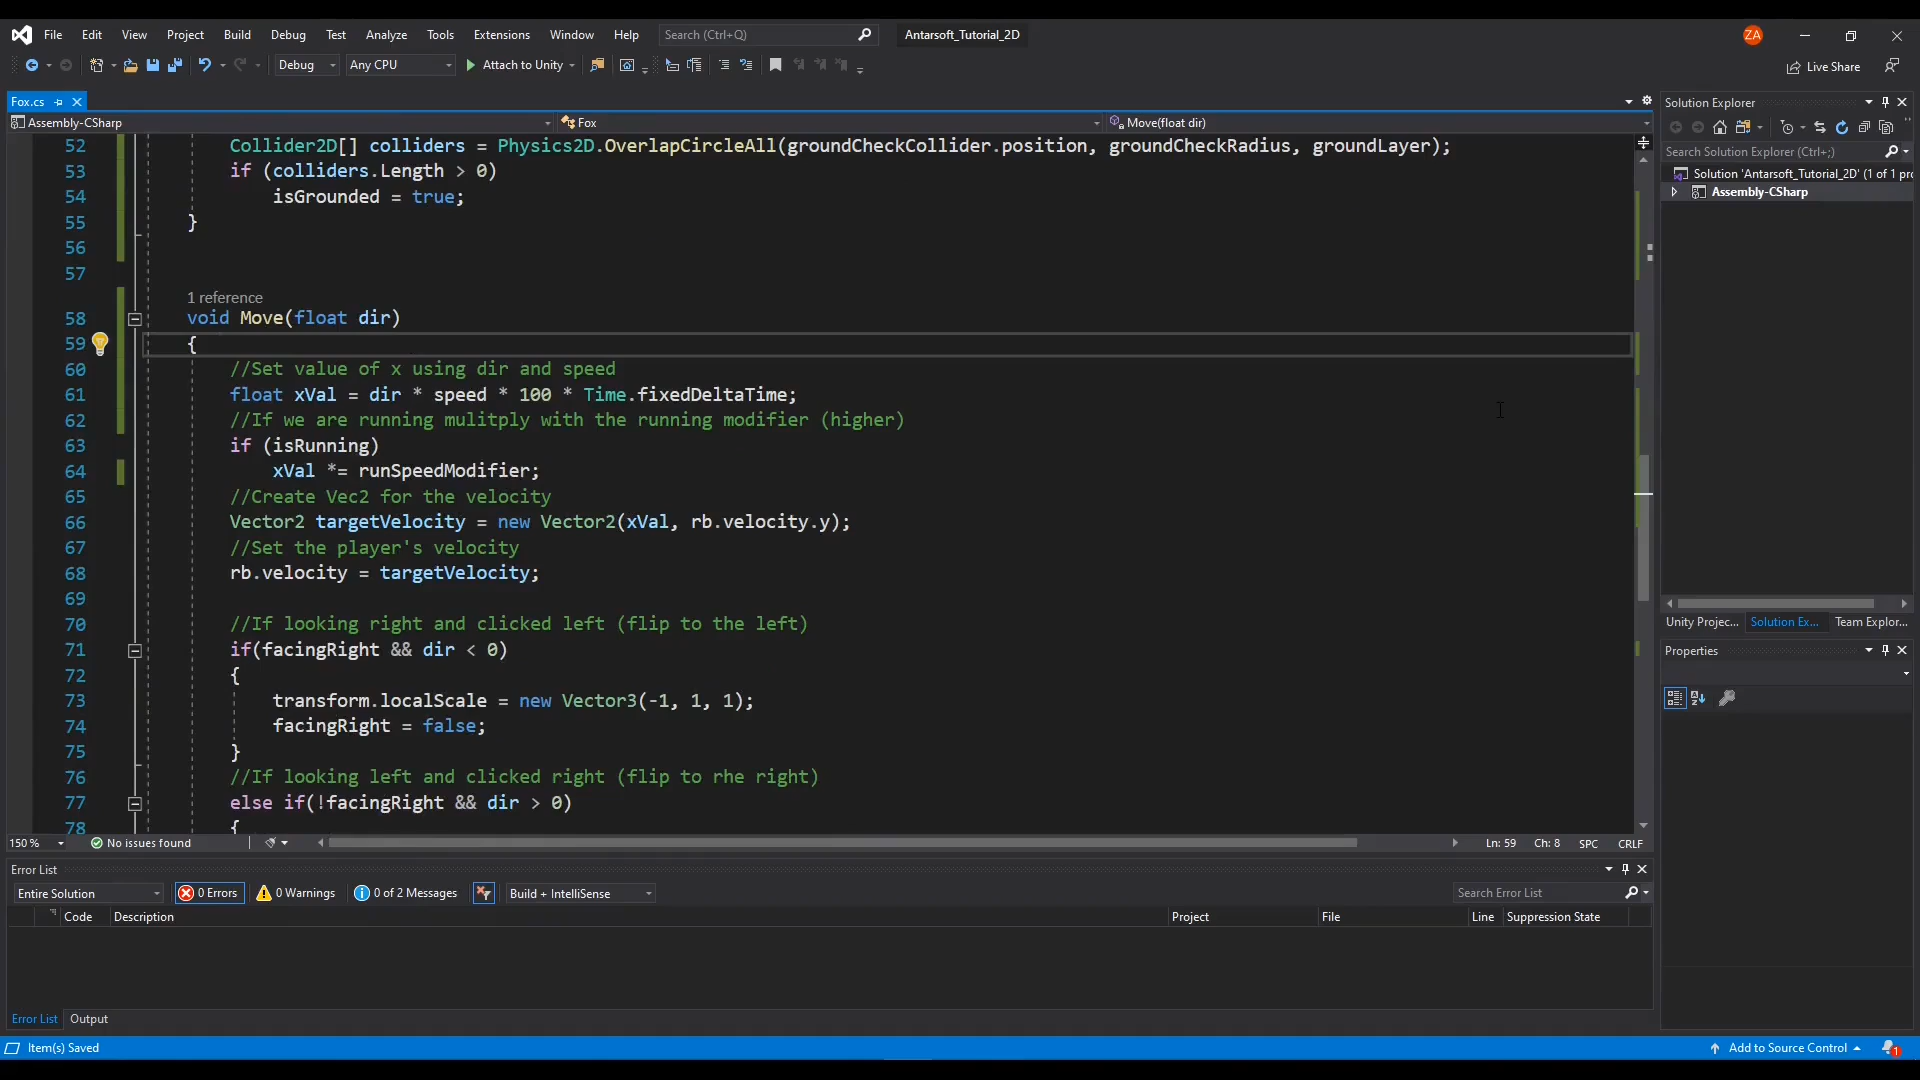 File Edit View Project Build Debug Test Analyze Tools Extensions Window Help Search (Ctrl+Q) Antarsoft_Tutorial_2D ZA
Debug Any CPU Attach to Unity Live Share
Fox.cs
Assembly-CSharp Fox Move(float dir)
52 Collider2D[] colliders = Physics2D.OverlapCircleAll(groundCheckCollider.position, groundCheckRadius, groundLayer);
53 if (colliders.Length > 0)
54 isGrounded = true;
55 }
56
57
1 reference
58 void Move(float dir)
59 {
60 //Set value of x using dir and speed
61 float xVal = dir * speed * 100 * Time.fixedDeltaTime;
62 //If we are running mulitply with the running modifier (higher)
63 if (isRunning)
64 xVal *= runSpeedModifier;
65 //Create Vec2 for the velocity
66 Vector2 targetVelocity = new Vector2(xVal, rb.velocity.y);
67 //Set the player's velocity
68 rb.velocity = targetVelocity;
69
70 //If looking right and clicked left (flip to the left)
71 if(facingRight && dir < 0)
72 {
73 transform.localScale = new Vector3(-1, 1, 1);
74 facingRight = false;
75 }
76 //If looking left and clicked right (flip to rhe right)
77 else if(!facingRight && dir > 0)
78 {
150 % No issues found Ln: 59 Ch: 8 SPC CRLF
Error List
Entire Solution 0 Errors 0 Warnings 0 of 2 Messages Build + IntelliSense Search Error List
Code Description Project File Line Suppression State
Error List Output
Item(s) Saved Add to Source Control 1
Solution Explorer
Search Solution Explorer (Ctrl+;)
Solution 'Antarsoft_Tutorial_2D' (1 of 1 pro
Assembly-CSharp
Unity Projec... Solution Ex... Team Explor...
Properties